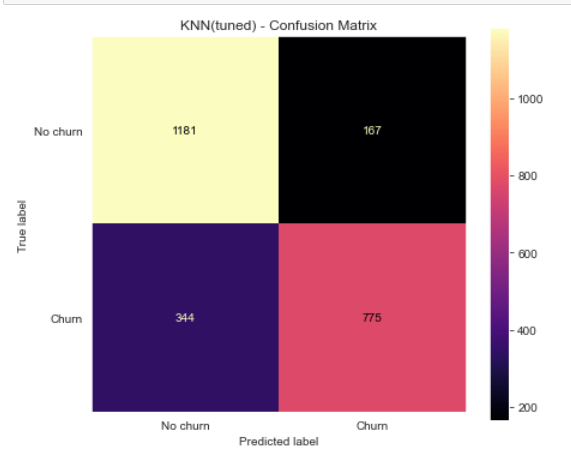 KNN(tuned) - Confusion Matrix
No churn
1181
167
Churn
344
775
No churn
Churn
Predicted label
True label
1000
800
600
400
200